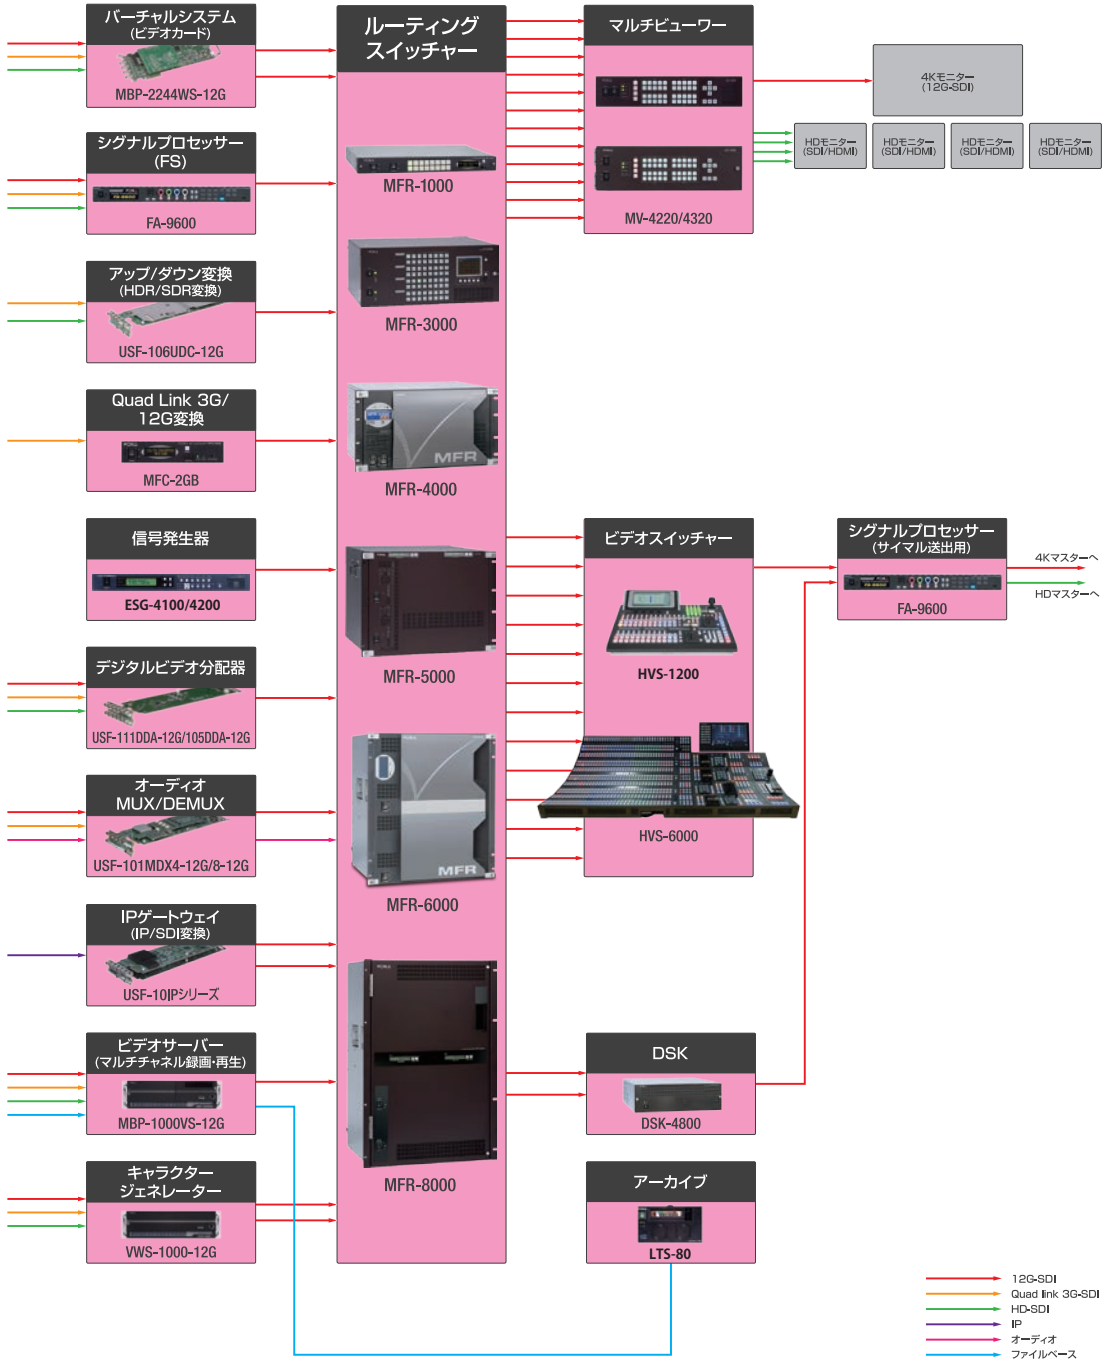 バーチャルシステム
(ビデオカード)
MBP-2244WS-12G
シグナルプロセッサー
(FS)
FA-9600
アップ/ダウン変換
(HDR/SDR変換)
USF-106UDC-12G
Quad Link 3G/
12G変換
MFC-2GB
信号発生器
ESG-4100/4200
デジタルビデオ分配器
USF-111DDA-12G/105DDA-12G
オーディオ
MUX/DEMUX
USF-101MDX4-12G/8-12G
IPゲートウェイ
(IP/SDI変換)
USF-10IPシリーズ
ビデオサーバー
(マルチチャネル録画・再生)
MBP-1000VS-12G
キャラクター
ジェネレーター
VWS-1000-12G
ルーティング
スイッチャー
MFR-1000
MFR-3000
MFR
MFR-4000
MFR-5000
MFR
MFR-6000
MFR-8000
マルチビューワー
MV-4220/4320
4Kモニター
(12G-SDI)
HDモニター
(SDI/HDMI)
HDモニター
(SDI/HDMI)
HDモニター
(SDI/HDMI)
HDモニター
(SDI/HDMI)
ビデオスイッチャー
HVS-1200
HVS-6000
シグナルプロセッサー
(サイマル送出用)
FA-9600
4Kマスターへ
HDマスターへ
DSK
DSK-4800
アーカイブ
LTS-80
12G-SDI
Quad link 3G-SDI
HD-SDI
IP
オーディオ
ファイルベース